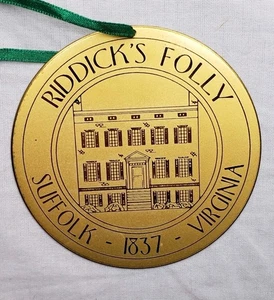 RIDDICK'S FOLLY
SUFFOLK - 1837 - VIRGINIA